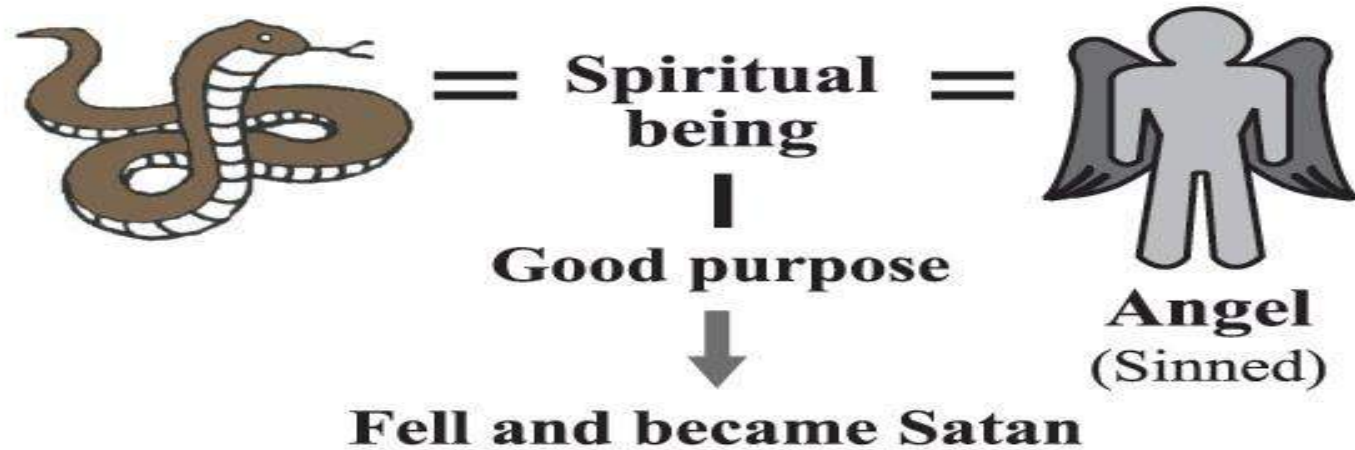 Spiritual
being
Good purpose
Angel
(Sinned)
Fell and became Satan